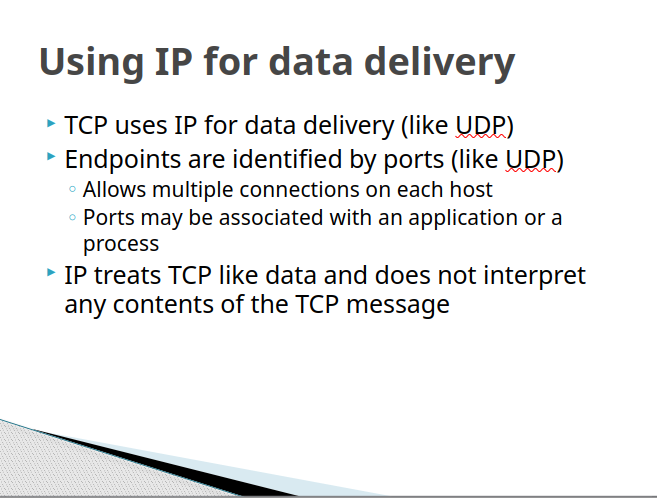 Using IP for data delivery
TCP uses IP for data delivery (like UDP)
Endpoints are identified by ports (like UDP)
Allows multiple connections on each host
Ports may be associated with an application or a
process
IP treats TCP like data and does not interpret
any contents of the TCP message